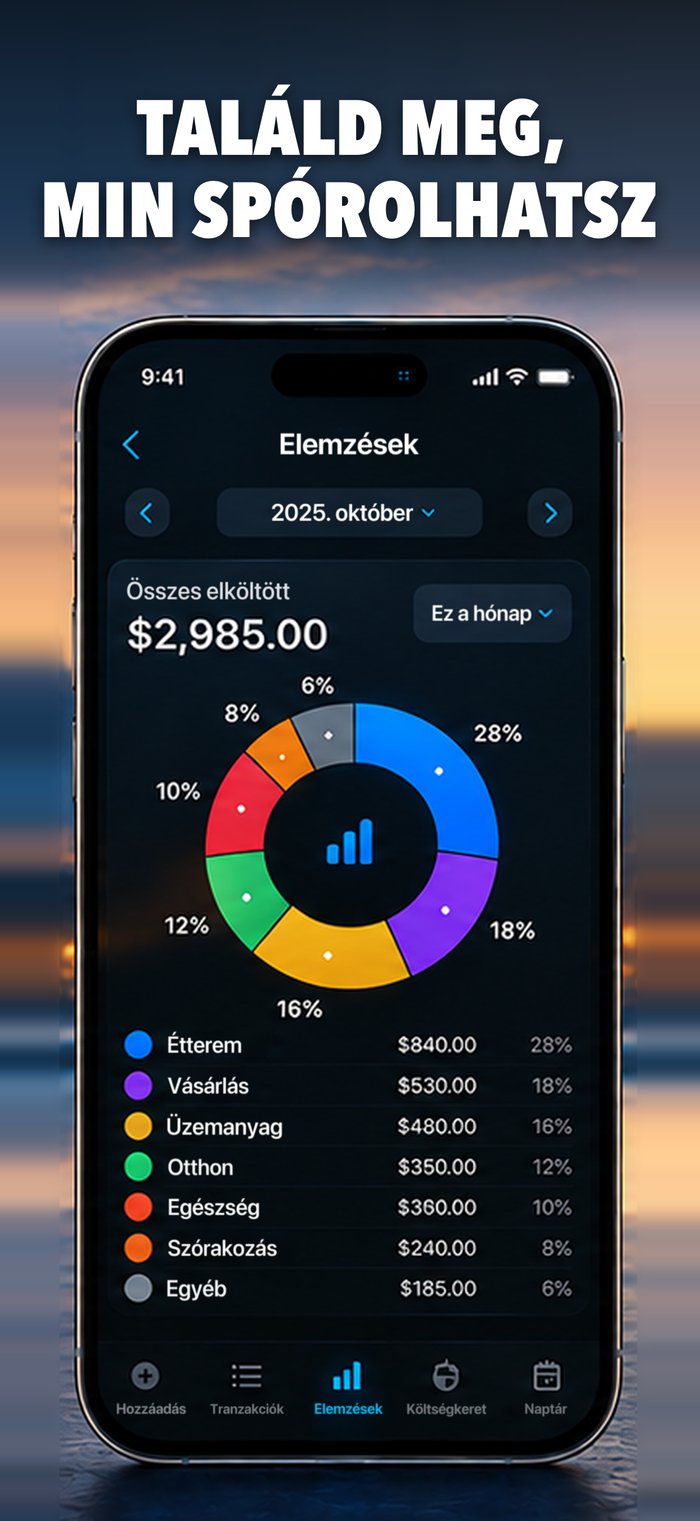 TALÁLD MEG,
MIN SPÓROLHATSZ
9:41
Elemzések
2025. október
Összes elköltött
$2,985.00
Ez a hónap
6%
8%
28%
10%
12%
18%
16%
Étterem $840.00 28%
Vásárlás $530.00 18%
Üzemanyag $480.00 16%
Otthon $350.00 12%
Egészség $360.00 10%
Szórakozás $240.00 8%
Egyéb $185.00 6%
Hozzáadás Tranzakciók Elemzések Költségkeret Naptár